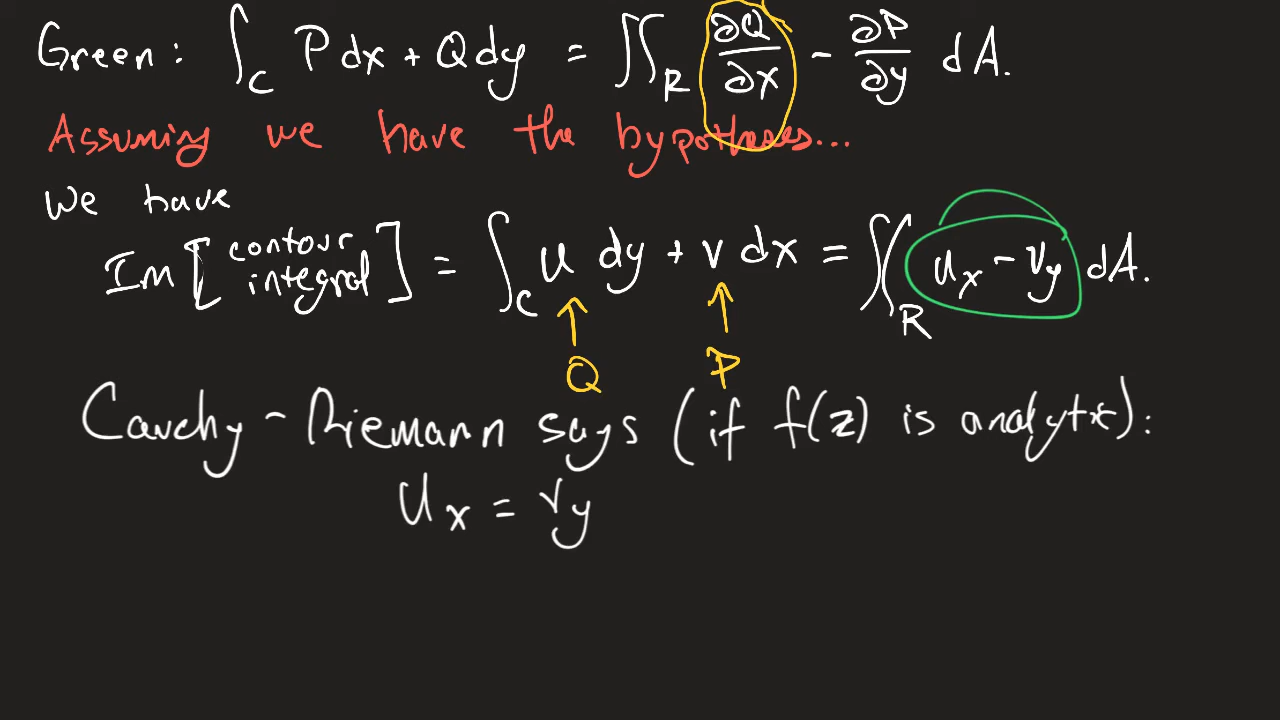 Green: ∫_C P dx + Q dy = ∬_R ∂Q/∂x - ∂P/∂y dA.
Assuming we have the hypotheses...
We have
Im [contour integral] = ∫_C u dy + v dx = ∬_R u_x - v_y dA.
Q P
Cauchy-Riemann says (if f(z) is analytic):
u_x = v_y